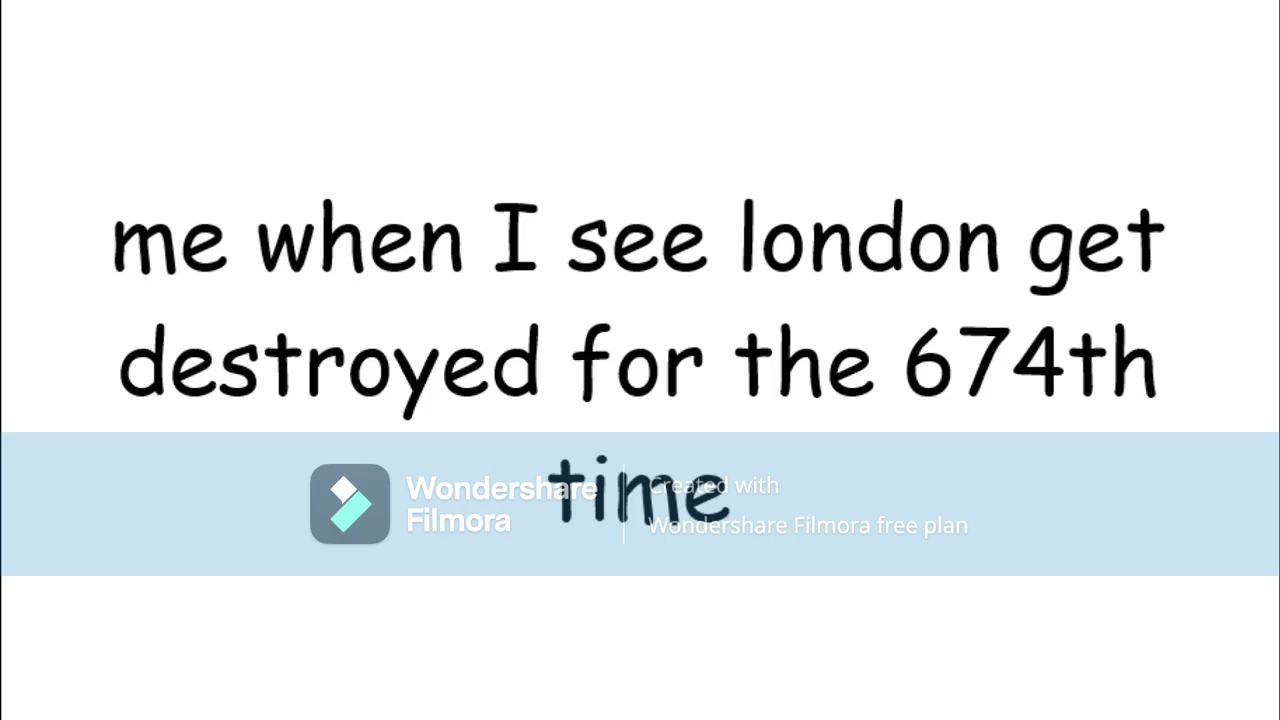 me when I see london get
destroyed for the 674th
time
Wondershare
Filmora
Created with
Wondershare Filmora free plan